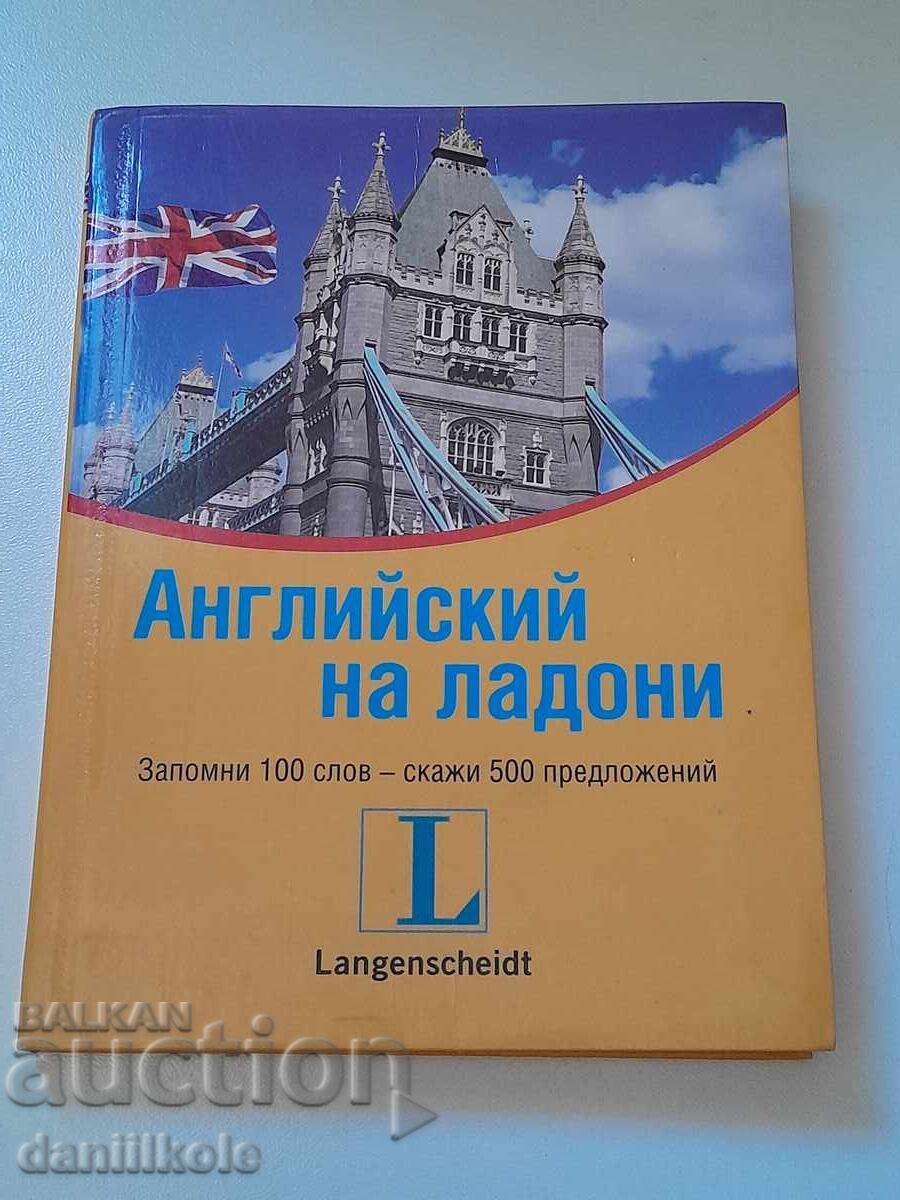 Английский
на ладони
Запомни 100 слов – скажи 500 предложений
L
Langenscheidt
BALKAN
auction
daniilkole